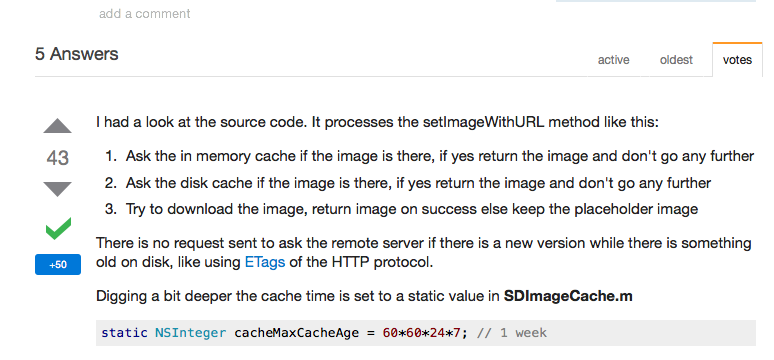 add a comment
5 Answers
active oldest votes
I had a look at the source code. It processes the setImageWithURL method like this:
43
1. Ask the in memory cache if the image is there, if yes return the image and don't go any further
2. Ask the disk cache if the image is there, if yes return the image and don't go any further
3. Try to download the image, return image on success else keep the placeholder image
There is no request sent to ask the remote server if there is a new version while there is something
+50
old on disk, like using ETags of the HTTP protocol.
Digging a bit deeper the cache time is set to a static value in SDImageCache.m
static NSInteger cacheMaxCacheAge = 60*60*24*7; // 1 week